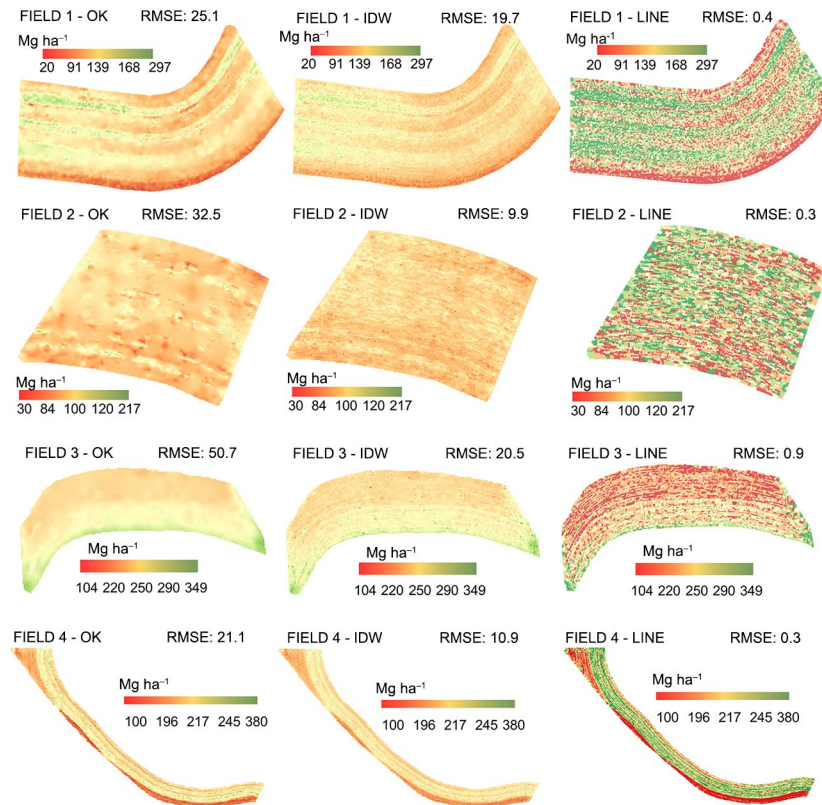 FIELD 1 - OK RMSE: 25.1
Mg ha⁻¹
20 91 139 168 297
FIELD 1 - IDW RMSE: 19.7
Mg ha⁻¹
20 91 139 168 297
FIELD 1 - LINE RMSE: 0.4
Mg ha⁻¹
20 91 139 168 297
FIELD 2 - OK RMSE: 32.5
Mg ha⁻¹
30 84 100 120 217
FIELD 2 - IDW RMSE: 9.9
Mg ha⁻¹
30 84 100 120 217
FIELD 2 - LINE RMSE: 0.3
Mg ha⁻¹
30 84 100 120 217
FIELD 3 - OK RMSE: 50.7
Mg ha⁻¹
104 220 250 290 349
FIELD 3 - IDW RMSE: 20.5
Mg ha⁻¹
104 220 250 290 349
FIELD 3 - LINE RMSE: 0.9
Mg ha⁻¹
104 220 250 290 349
FIELD 4 - OK RMSE: 21.1
Mg ha⁻¹
100 196 217 245 380
FIELD 4 - IDW RMSE: 10.9
Mg ha⁻¹
100 196 217 245 380
FIELD 4 - LINE RMSE: 0.3
Mg ha⁻¹
100 196 217 245 380